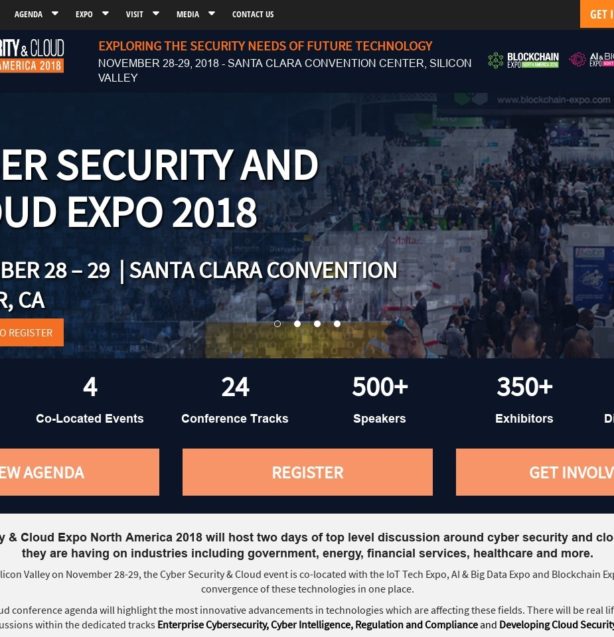 AGENDA EXPO VISIT MEDIA CONTACT US
GET I
RITY & CLOUD
AMERICA 2018
EXPLORING THE SECURITY NEEDS OF FUTURE TECHNOLOGY
NOVEMBER 28-29, 2018 - SANTA CLARA CONVENTION CENTER, SILICON
VALLEY
BLOCKCHAIN
EXPO NORTH AMERICA 2018
AI & BIG
EXPO
www.blockchain-expo.com
ER SECURITY AND
OUD EXPO 2018
BER 28 – 29 | SANTA CLARA CONVENTION
R, CA
O REGISTER
4 24 500+ 350+
Co-Located Events Conference Tracks Speakers Exhibitors D
EW AGENDA REGISTER GET INVOLV
y & Cloud Expo North America 2018 will host two days of top level discussion around cyber security and clo
they are having on industries including government, energy, financial services, healthcare and more.
licon Valley on November 28-29, the Cyber Security & Cloud event is co-located with the IoT Tech Expo, AI & Big Data Expo and Blockchain Exp
convergence of these technologies in one place.
ud conference agenda will highlight the most innovative advancements in technologies which are affecting these fields. There will be real lif
ussions within the dedicated tracks Enterprise Cybersecurity, Cyber Intelligence, Regulation and Compliance and Developing Cloud Security